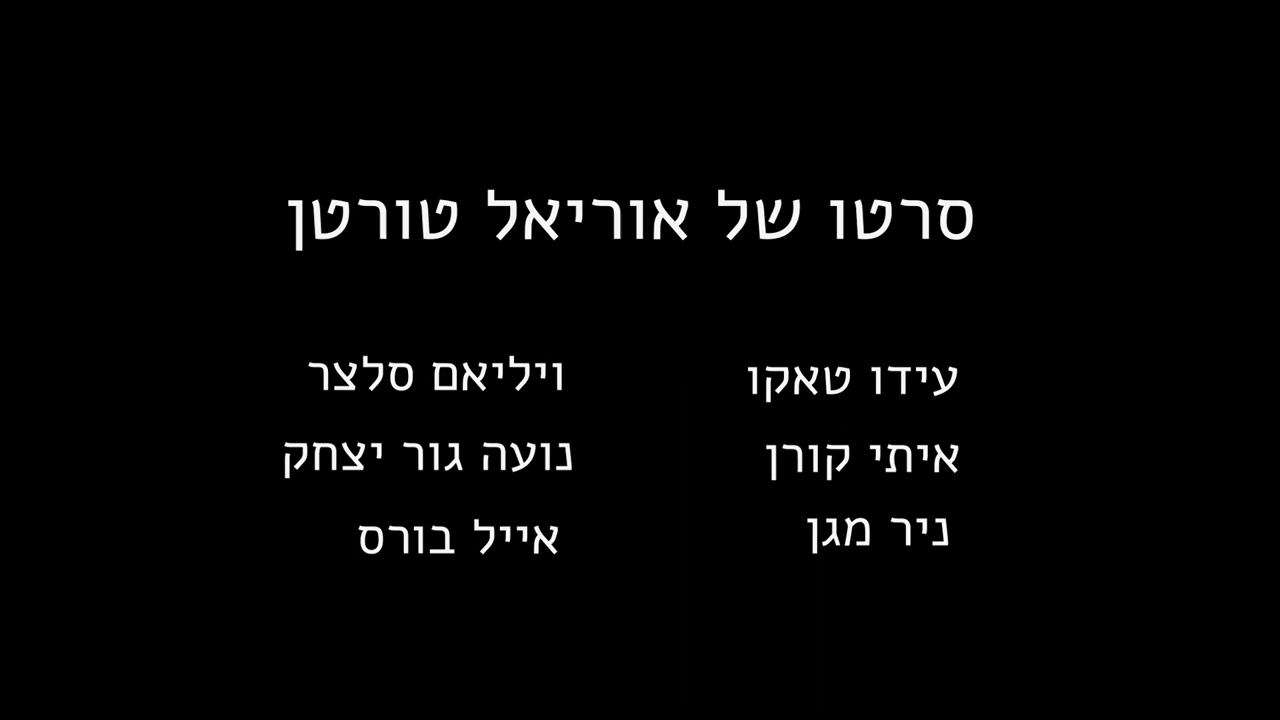 סרטו של אוריאל טורטן
עידו טאקו
איתי קורן
ניר מגן
ויליאם סלצר
נועה גור יצחק
אייל בורס